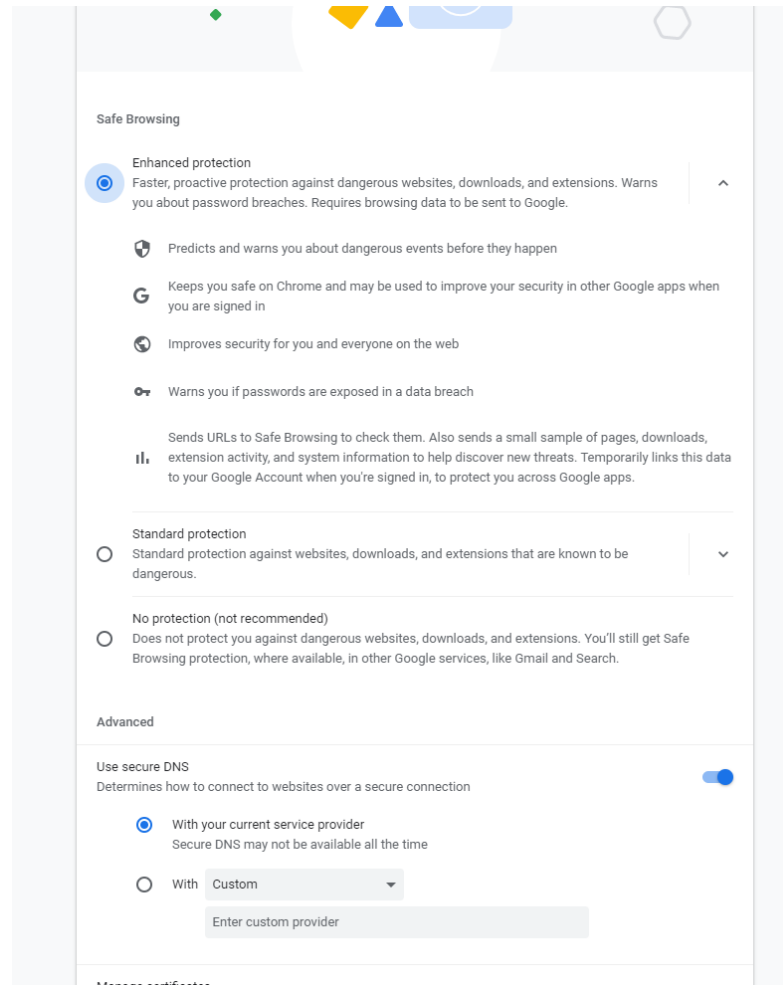 Safe Browsing
Enhanced protection
Faster, proactive protection against dangerous websites, downloads, and extensions. Warns
you about password breaches. Requires browsing data to be sent to Google.
Predicts and warns you about dangerous events before they happen
Keeps you safe on Chrome and may be used to improve your security in other Google apps when
you are signed in
Improves security for you and everyone on the web
Warns you if passwords are exposed in a data breach
Sends URLs to Safe Browsing to check them. Also sends a small sample of pages, downloads,
extension activity, and system information to help discover new threats. Temporarily links this data
to your Google Account when you're signed in, to protect you across Google apps.
Standard protection
Standard protection against websites, downloads, and extensions that are known to be
dangerous.
No protection (not recommended)
Does not protect you against dangerous websites, downloads, and extensions. You'll still get Safe
Browsing protection, where available, in other Google services, like Gmail and Search.
Advanced
Use secure DNS
Determines how to connect to websites over a secure connection
With your current service provider
Secure DNS may not be available all the time
With Custom
Enter custom provider
Manage certificates